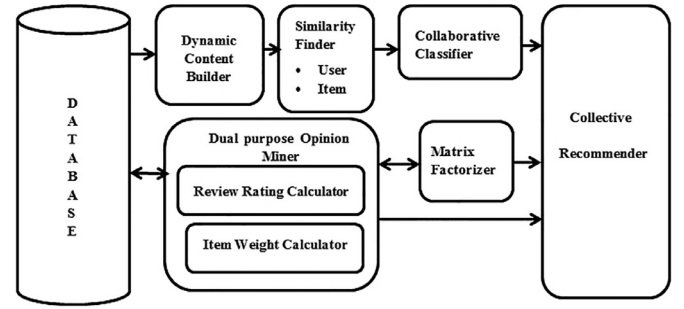 D
A
T
A
B
A
S
E
Dynamic
Content
Builder
Similarity
Finder
• User
• Item
Collaborative
Classifier
Dual purpose Opinion
Miner
Review Rating Calculator
Item Weight Calculator
Matrix
Factorizer
Collective
Recommender